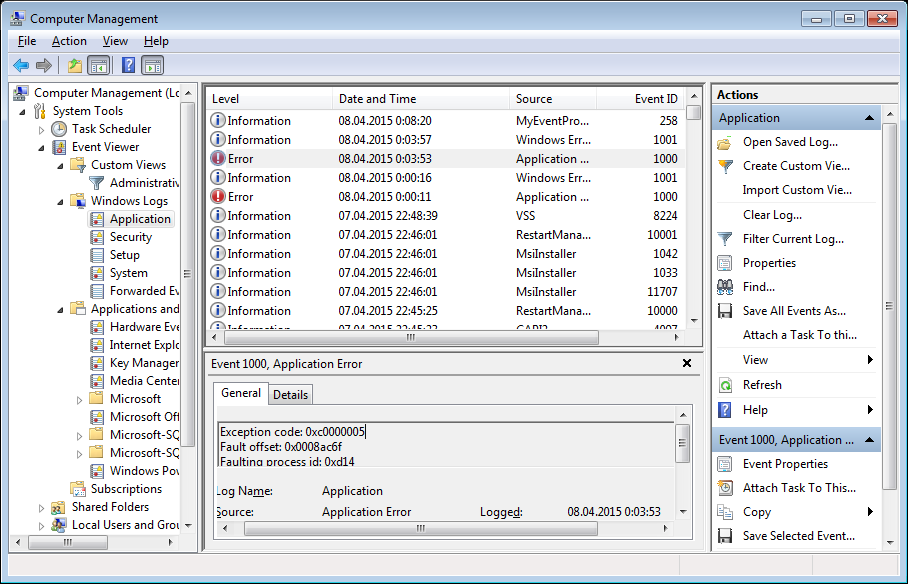 Computer Management
File Action View Help
Computer Management (Lo
System Tools
Task Scheduler
Event Viewer
Custom Views
Administrativ
Windows Logs
Application
Security
Setup
System
Forwarded Ev
Applications and
Hardware Eve
Internet Explo
Key Manager
Media Center
Microsoft
Microsoft Off
Microsoft-SQ
Microsoft-SQ
Windows Pow
Subscriptions
Shared Folders
Local Users and Grou
Level Date and Time Source Event ID
Information 08.04.2015 0:08:20 MyEventPro... 258
Information 08.04.2015 0:03:57 Windows Err... 1001
Error 08.04.2015 0:03:53 Application ... 1000
Information 08.04.2015 0:00:16 Windows Err... 1001
Error 08.04.2015 0:00:11 Application ... 1000
Information 07.04.2015 22:48:39 VSS 8224
Information 07.04.2015 22:46:01 RestartMana... 10001
Information 07.04.2015 22:46:01 MsiInstaller 1042
Information 07.04.2015 22:46:01 MsiInstaller 1033
Information 07.04.2015 22:46:01 MsiInstaller 11707
Information 07.04.2015 22:45:25 RestartMana... 10000
Event 1000, Application Error
General Details
Exception code: 0xc0000005
Fault offset: 0x0008ac6f
Faulting process id: 0xd14
Log Name: Application
Source: Application Error Logged: 08.04.2015 0:03:53
Actions
Application
Open Saved Log...
Create Custom Vie...
Import Custom Vie...
Clear Log...
Filter Current Log...
Properties
Find...
Save All Events As...
Attach a Task To thi...
View
Refresh
Help
Event 1000, Application ...
Event Properties
Attach Task To This...
Copy
Save Selected Event...